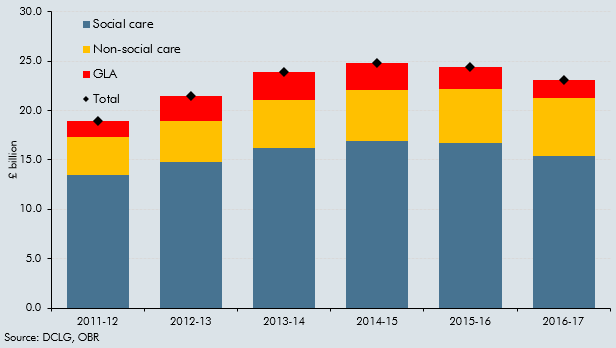 30.0
25.0
20.0
15.0
10.0
5.0
0.0
£ billion
Social care
Non-social care
GLA
Total
2011-12 2012-13 2013-14 2014-15 2015-16 2016-17
Source: DCLG, OBR